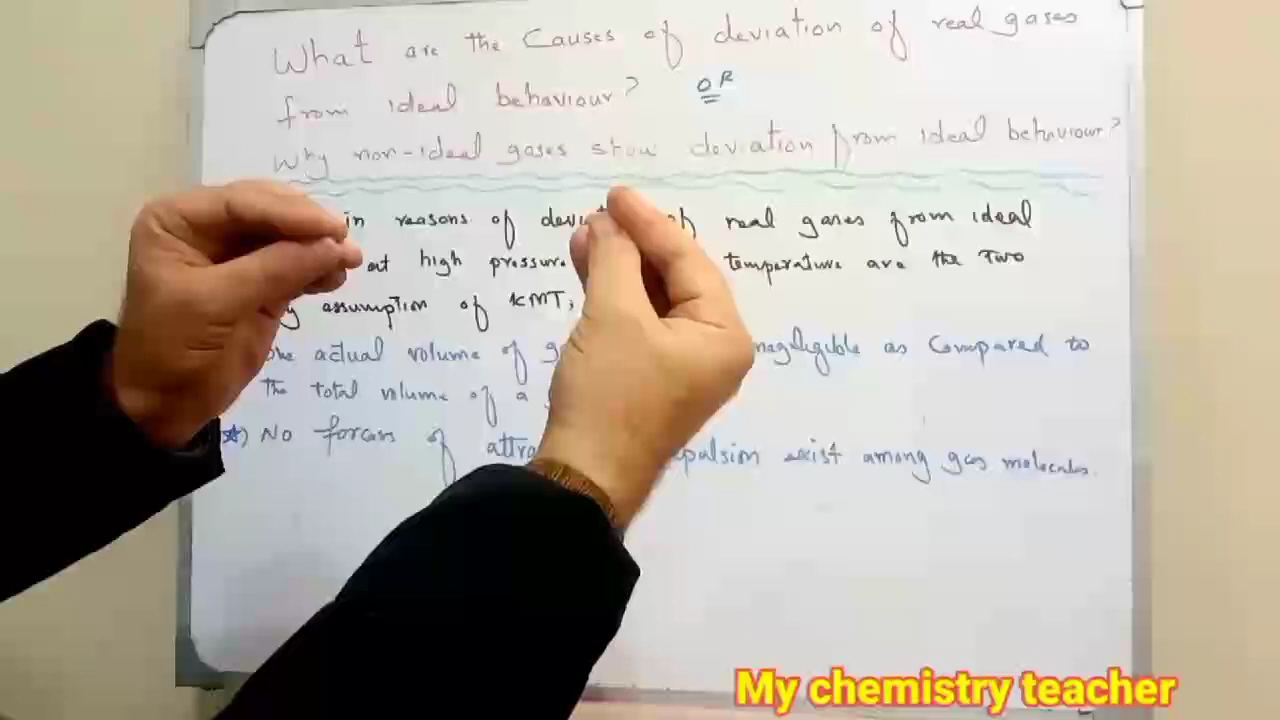 What are the Causes of deviation of real gases
from ideal behaviour? OR
Why non-ideal gases show deviation from ideal behaviour?
in reasons of of real gases from ideal
at high pressure temperature are the Two
assumption of KMT;
actual volume of negligible as Compared to
the total volume of a
No forces of exist among gas molecules.
My chemistry teacher